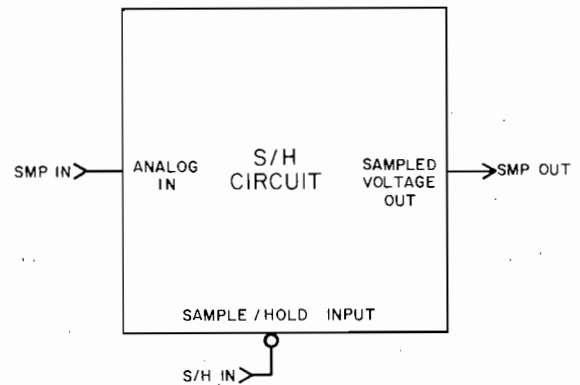 SMP IN
ANALOG
IN
S/H
CIRCUIT
SAMPLED
VOLTAGE
OUT
SMP OUT
SAMPLE / HOLD INPUT
S/H IN